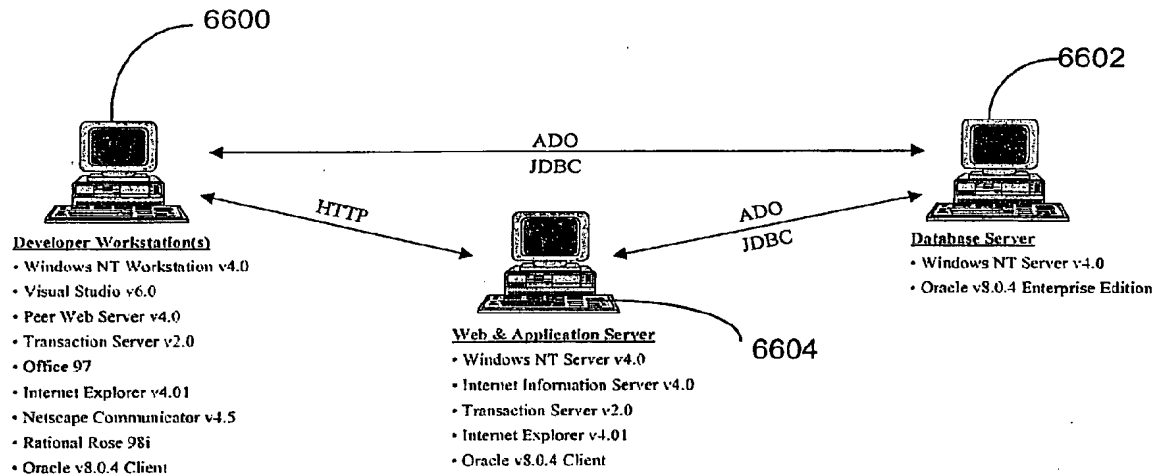 6600
6602
ADO
JDBC
HTTP
ADO
JDBC
Developer Workstation(s)
• Windows NT Workstation v4.0
• Visual Studio v6.0
• Peer Web Server v4.0
• Transaction Server v2.0
• Office 97
• Internet Explorer v4.01
• Netscape Communicator v4.5
• Rational Rose 98i
• Oracle v8.0.4 Client
6604
Web & Application Server
• Windows NT Server v4.0
• Internet Information Server v4.0
• Transaction Server v2.0
• Internet Explorer v4.01
• Oracle v8.0.4 Client
Database Server
• Windows NT Server v4.0
• Oracle v8.0.4 Enterprise Edition